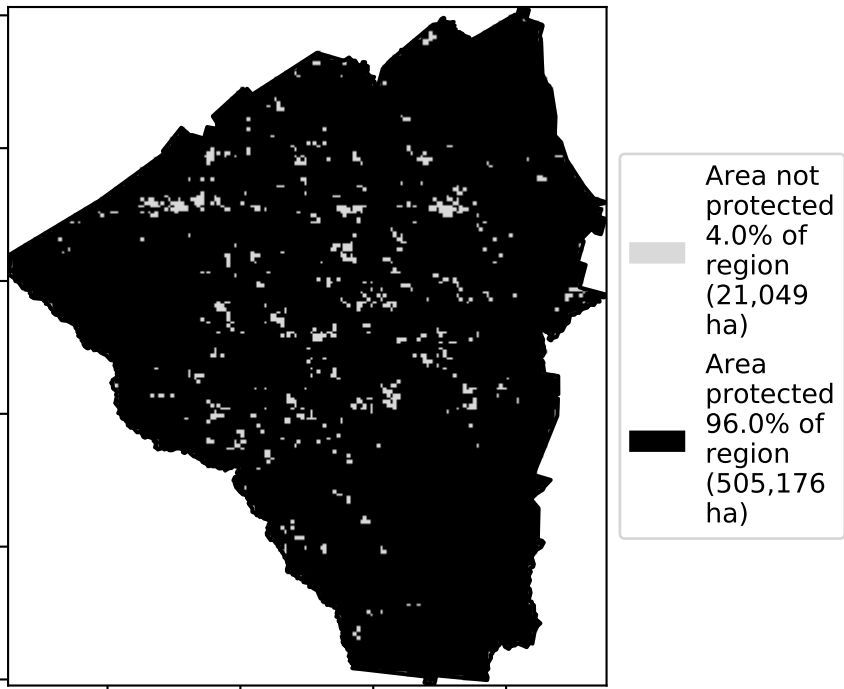 Area not
protected
4.0% of
region
(21,049
ha)
Area
protected
96.0% of
region
(505,176
ha)